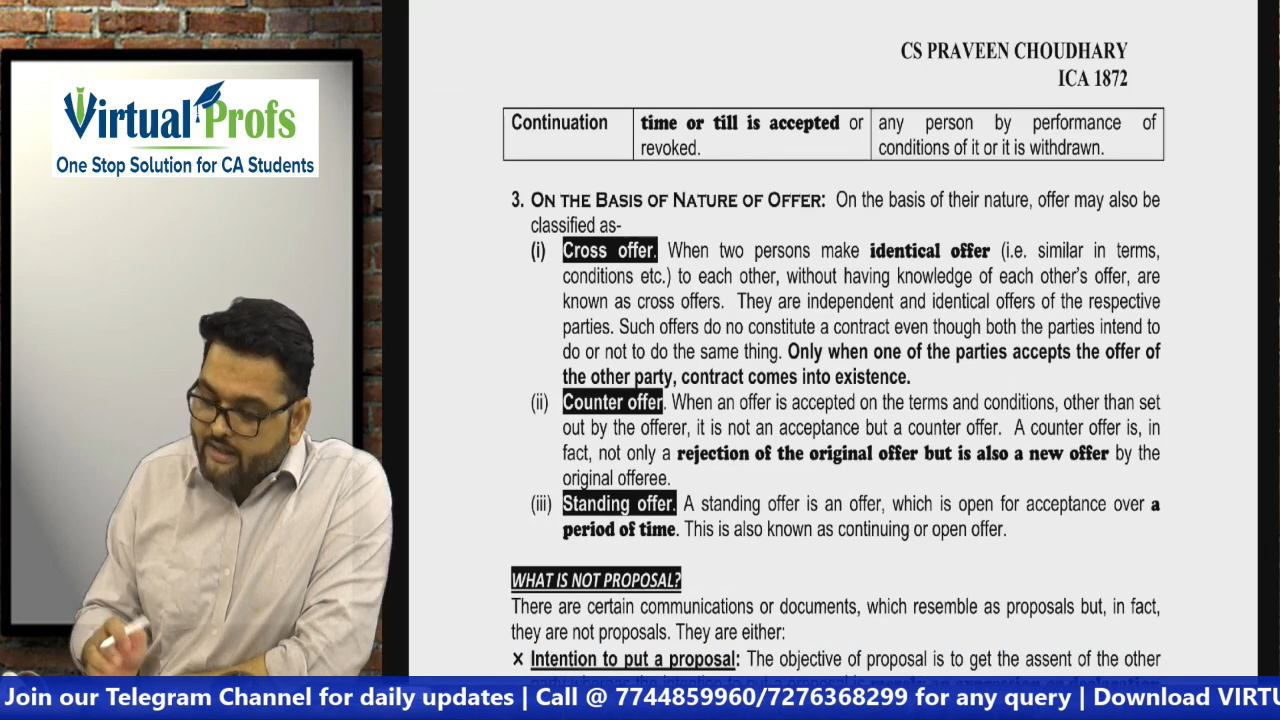 Virtual Profs
One Stop Solution for CA Students
CS PRAVEEN CHOUDHARY
ICA 1872
Continuation
time or till is accepted or
revoked.
any person by performance of
conditions of it or it is withdrawn.
3. ON THE BASIS OF NATURE OF OFFER: On the basis of their nature, offer may also be
classified as-
(i) Cross offer. When two persons make identical offer (i.e. similar in terms,
conditions etc.) to each other, without having knowledge of each other's offer, are
known as cross offers. They are independent and identical offers of the respective
parties. Such offers do no constitute a contract even though both the parties intend to
do or not to do the same thing. Only when one of the parties accepts the offer of
the other party, contract comes into existence.
(ii) Counter offer. When an offer is accepted on the terms and conditions, other than set
out by the offerer, it is not an acceptance but a counter offer. A counter offer is, in
fact, not only a rejection of the original offer but is also a new offer by the
original offeree.
(iii) Standing offer. A standing offer is an offer, which is open for acceptance over a
period of time. This is also known as continuing or open offer.
WHAT IS NOT PROPOSAL?
There are certain communications or documents, which resemble as proposals but, in fact,
they are not proposals. They are either:
× Intention to put a proposal: The objective of proposal is to get the assent of the other
Join our Telegram Channel for daily updates | Call @ 7744859960/7276368299 for any query | Download VIRTU